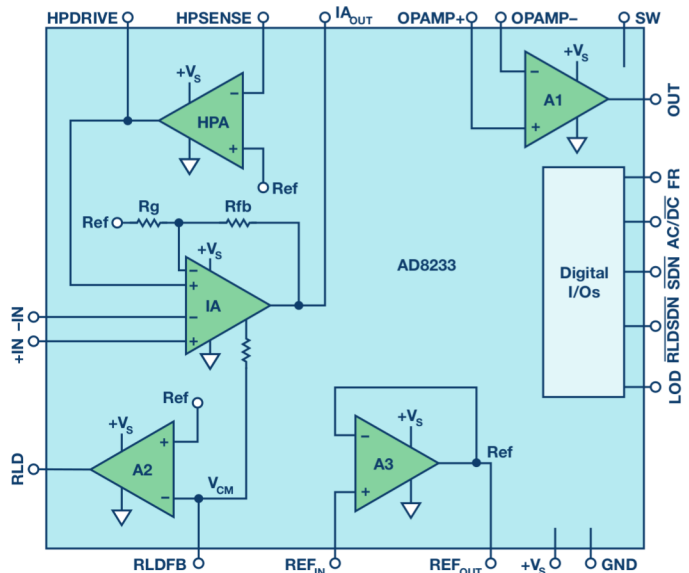 HPDRIVE HPSENSE IAOUT OPAMP+ OPAMP− SW
+VS
HPA
−
+
Ref
+VS
−
+
A1
OUT
FR
AC/DC
SDN
RLDSDN
LOD
Digital
I/Os
Ref Rg Rfb
+VS
−
+
−
+
IA
AD8233
−IN
+IN
Ref
+VS
+
−
A2
VCM
RLD
+VS
−
+
A3
Ref
RLDFB REFIN REFOUT +VS GND